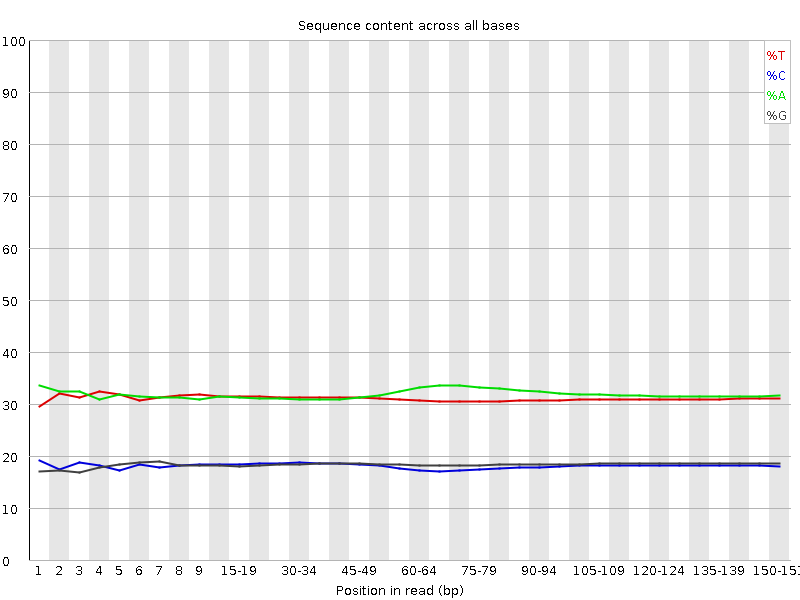 Sequence content across all bases
100
90
80
70
60
50
40
30
20
10
0
%T
%C
%A
%G
1 2 3 4 5 6 7 8 9 15-19 30-34 45-49 60-64 75-79 90-94 105-109 120-124 135-139 150-151
Position in read (bp)